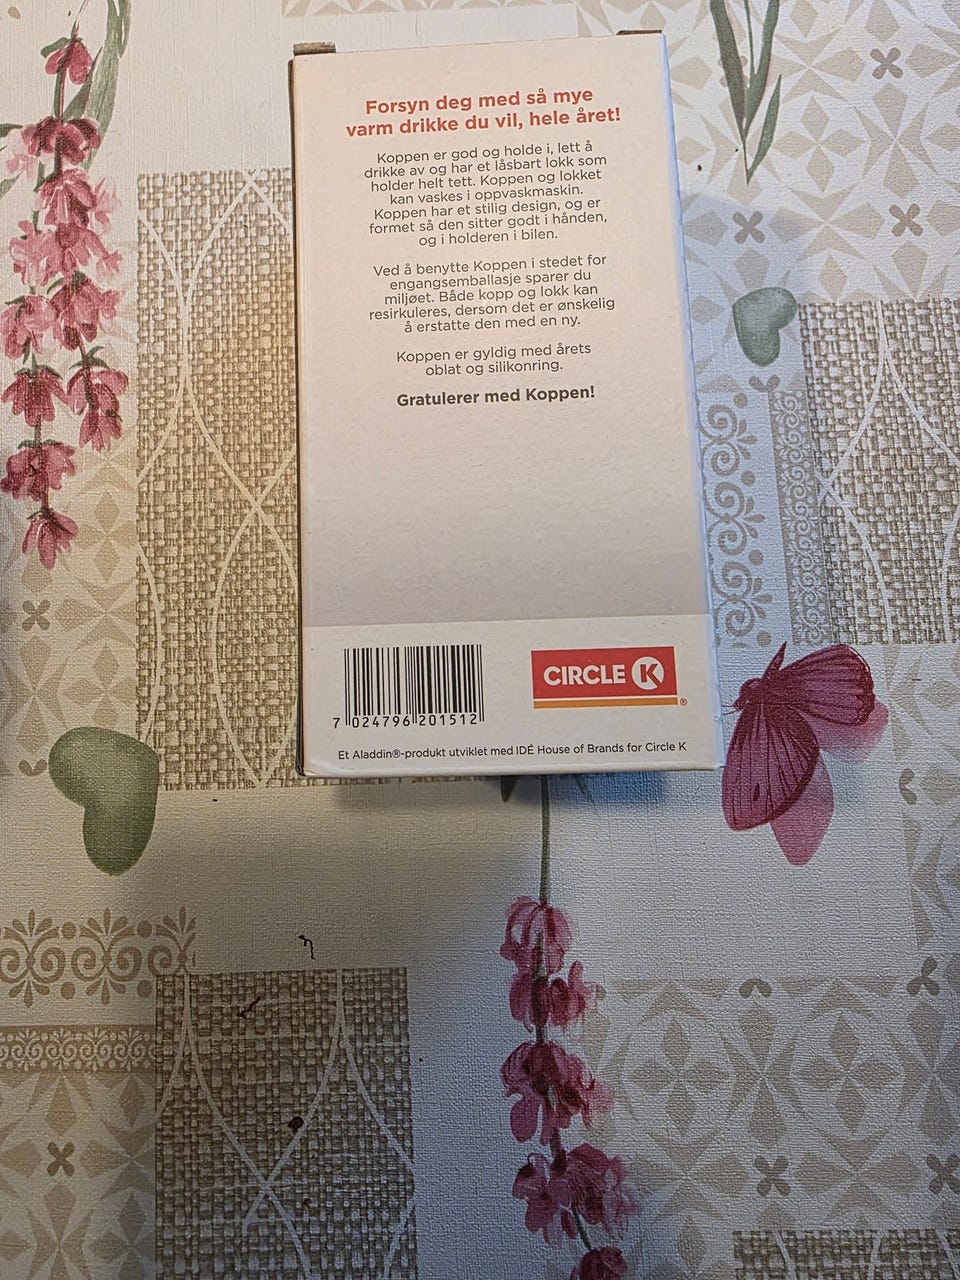 Forsyn deg med så mye
varm drikke du vil, hele året!
Koppen er god og holde i, lett å
drikke av og har et låsbart lokk som
holder helt tett. Koppen og lokket
kan vaskes i oppvaskmaskin.
Koppen har et stilig design, og er
formet så den sitter godt i hånden,
og i holderen i bilen.
Ved å benytte Koppen i stedet for
engangsemballasje sparer du
miljøet. Både kopp og lokk kan
resirkuleres, dersom det er ønskelig
å erstatte den med en ny.
Koppen er gyldig med årets
oblat og silikonring.
Gratulerer med Koppen!
7 024796 201512
CIRCLE K®
Et Aladdin®-produkt utviklet med IDÉ House of Brands for Circle K